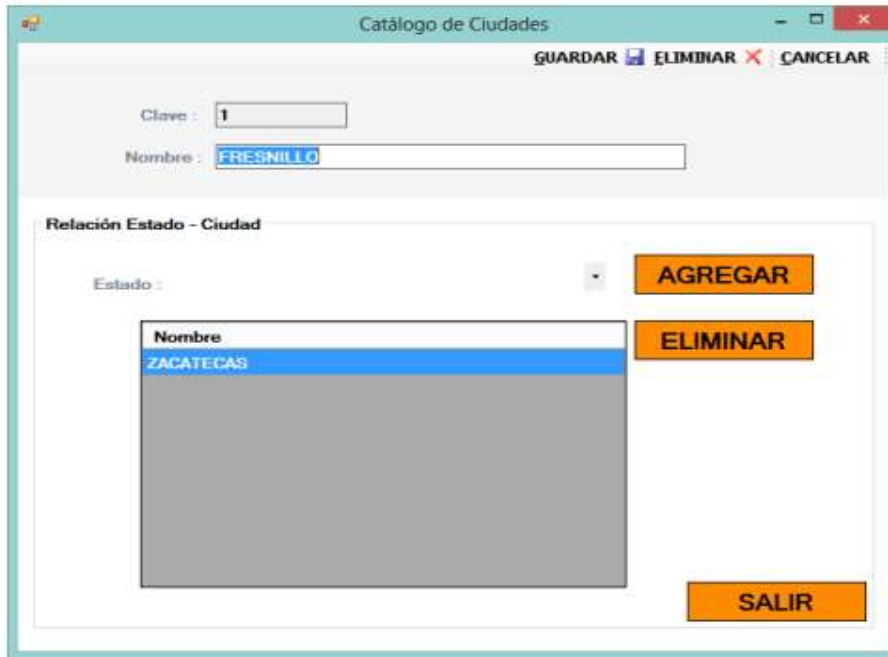 Catálogo de Ciudades
GUARDAR ELIMINAR CANCELAR
Clave : 1
Nombre : FRESNILLO
Relación Estado - Ciudad
Estado :
AGREGAR
Nombre
ELIMINAR
ZACATECAS
SALIR